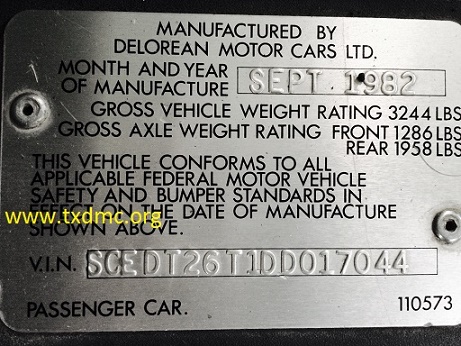 MANUFACTURED BY
DELOREAN MOTOR CARS LTD.
MONTH AND YEAR
OF MANUFACTURE SEPT. 1982
GROSS VEHICLE WEIGHT RATING 3244 LBS
GROSS AXLE WEIGHT RATING FRONT 1286 LBS
REAR 1958 LBS
THIS VEHICLE CONFORMS TO ALL
APPLICABLE FEDERAL MOTOR VEHICLE
SAFETY AND BUMPER STANDARDS IN
EFFECT ON THE DATE OF MANUFACTURE
www.txdmc.org
SHOWN ABOVE.
V.I.N. SCEDT26T1DD017044
PASSENGER CAR. 110573